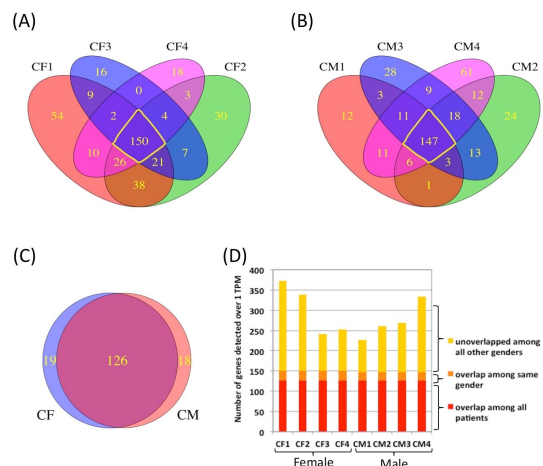 (A)
CF3 CF4
CF1 CF2
16 18
9 0 3
54 2 4 30
150
10 7
26 21
38
(B)
CM3 CM4
CM1 CM2
28 61
3 9 12
12 11 18 24
147
11 13
6 3
1
(C)
19 126 18
CF CM
(D)
Number of genes detected over 1 TPM
400
350
300
250
200
150
100
50
0
CF1 CF2 CF3 CF4 CM1 CM2 CM3 CM4
Female Male
unoverlapped among
all other genders
overlap among same
gender
overlap among all
patients